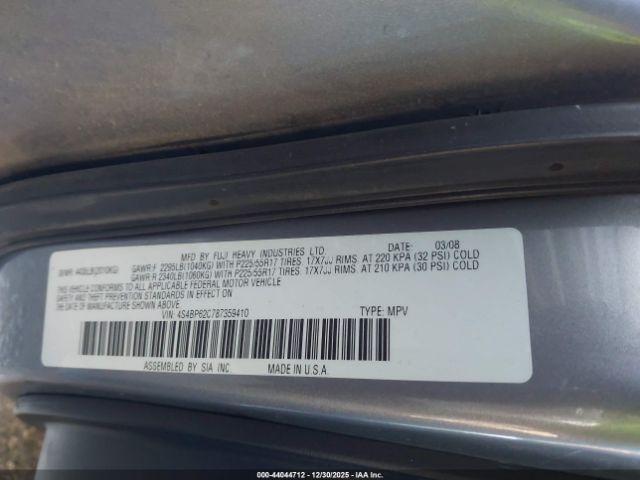 MFD. BY FUJI HEAVY INDUSTRIES LTD. DATE: 03/08
GVWR: 4435LB(2010KG) GAWR:F 2295LB(1040KG) WITH P225/55R17 TIRES, 17X7JJ RIMS AT 220 KPA (32 PSI) COLD
GAWR:R 2340LB(1060KG) WITH P225/55R17 TIRES, 17X7JJ RIMS AT 210 KPA (30 PSI) COLD
THIS VEHICLE CONFORMS TO ALL APPLICABLE FEDERAL MOTOR VEHICLE
SAFETY AND THEFT PREVENTION STANDARDS IN EFFECT ON
THE DATE OF MANUFACTURE SHOWN ABOVE.
VIN: 4S4BP62C787359410 TYPE: MPV
ASSEMBLED BY SIA INC. MADE IN U.S.A.
000-44044712 - 12/30/2025 - IAA Inc.